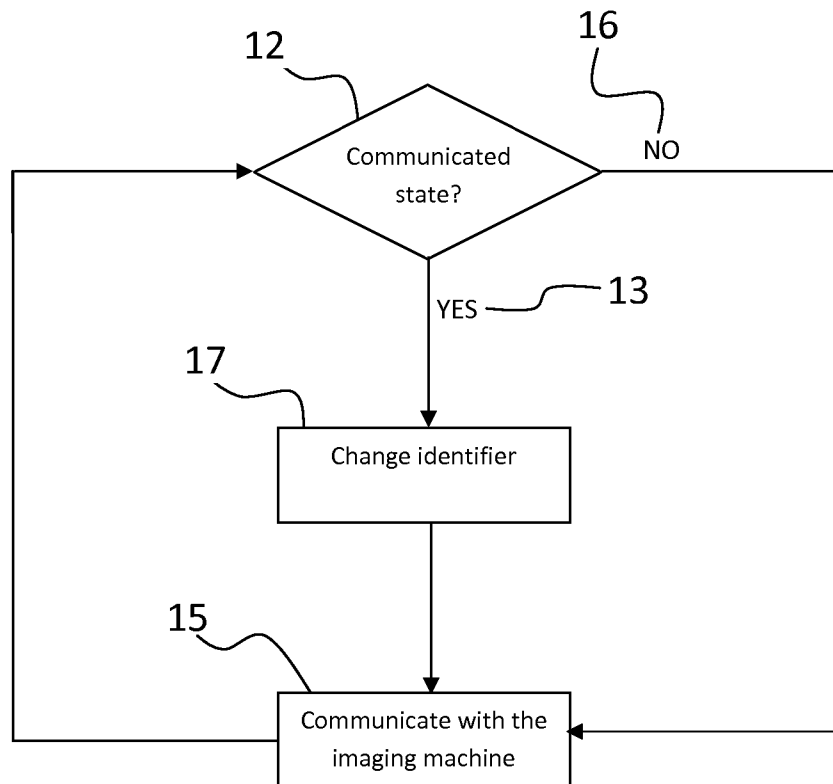 16
12
Communicated
state?
NO
YES
13
17
Change identifier
15
Communicate with the
imaging machine